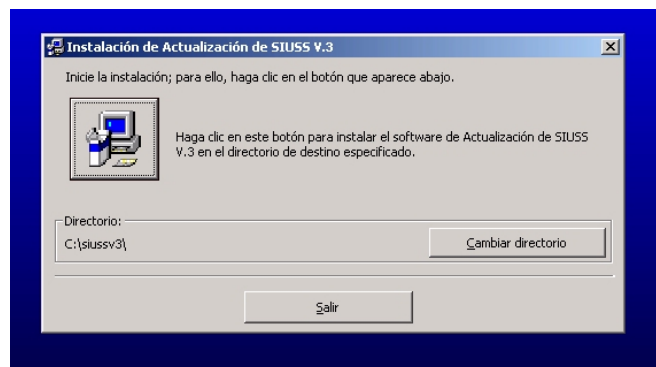 Instalación de Actualización de SIUSS V.3
Inicie la instalación; para ello, haga clic en el botón que aparece abajo.
Haga clic en este botón para instalar el software de Actualización de SIUSS
V.3 en el directorio de destino especificado.
Directorio:
C:\siussv3\
Cambiar directorio
Salir